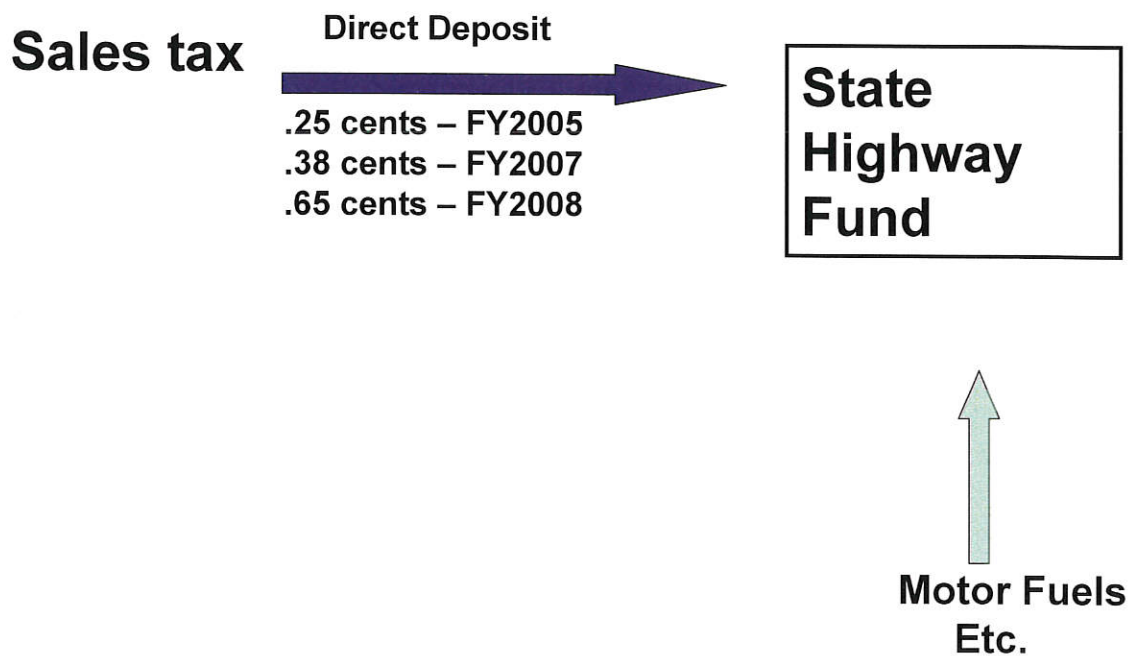 Sales tax
Direct Deposit
.25 cents – FY2005
.38 cents – FY2007
.65 cents – FY2008
State
Highway
Fund
Motor Fuels
Etc.